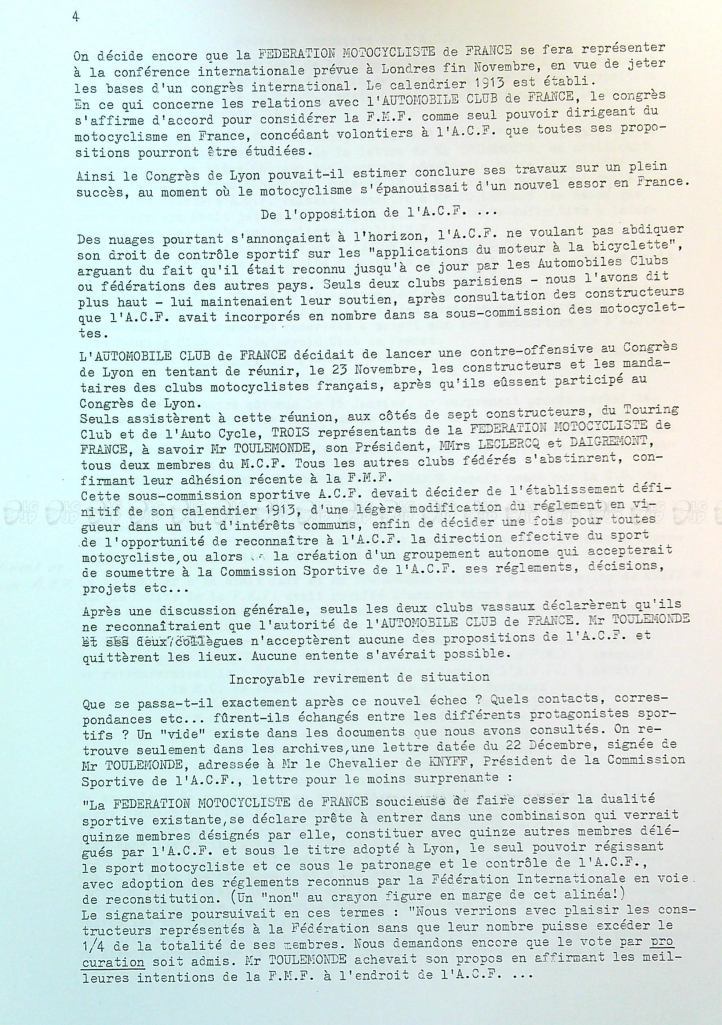 4
On décide encore que la FEDERATION MOTOCYCLISTE de FRANCE se fera représenter
à la conférence internationale prévue à Londres fin Novembre, en vue de jeter
les bases d'un congrès international. Le calendrier 1913 est établi.
En ce qui concerne les relations avec l'AUTOMOBILE CLUB de FRANCE, le congrès
s'affirme d'accord pour considérer la F.M.F. comme seul pouvoir dirigeant du
motocyclisme en France, concédant volontiers à l'A.C.F. que toutes ses propo-
sitions pourront être étudiées.
Ainsi le Congrès de Lyon pouvait-il estimer conclure ses travaux sur un plein
succès, au moment où le motocyclisme s'épanouissait d'un nouvel essor en France.
De l'opposition de l'A.C.F. ...
Des nuages pourtant s'annonçaient à l'horizon, l'A.C.F. ne voulant pas abdiquer
son droit de contrôle sportif sur les "applications du moteur à la bicyclette",
arguant du fait qu'il était reconnu jusqu'à ce jour par les Automobiles Clubs
ou fédérations des autres pays. Seuls deux clubs parisiens - nous l'avons dit
plus haut - lui maintenaient leur soutien, après consultation des constructeurs
que l'A.C.F. avait incorporés en nombre dans sa sous-commission des motocyclet-
tes.
L'AUTOMOBILE CLUB de FRANCE décidait de lancer une contre-offensive au Congrès
de Lyon en tentant de réunir, le 23 Novembre, les constructeurs et les manda-
taires des clubs motocyclistes français, après qu'ils eûssent participé au
Congrès de Lyon.
Seuls assistèrent à cette réunion, aux côtés de sept constructeurs, du Touring
Club et de l'Auto Cycle, TROIS représentants de la FEDERATION MOTOCYCLISTE de
FRANCE, à savoir Mr TOULEMONDE, son Président, MMrs LECLERCQ et DAIGREMONT,
tous deux membres du M.C.F. Tous les autres clubs fédérés s'abstinrent, con-
firmant leur adhésion récente à la F.M.F.
Cette sous-commission sportive A.C.F. devait décider de l'établissement défi-
nitif de son calendrier 1913, d'une légère modification du réglement en vi-
gueur dans un but d'intérêts communs, enfin de décider une fois pour toutes
de l'opportunité de reconnaître à l'A.C.F. la direction effective du sport
motocycliste,ou alors la création d'un groupement autonome qui accepterait
de soumettre à la Commission Sportive de l'A.C.F. ses réglements, décisions,
projets etc...
Après une discussion générale, seuls les deux clubs vassaux déclarèrent qu'ils
ne reconnaîtraient que l'autorité de l'AUTOMOBILE CLUB de FRANCE. Mr TOULEMONDE
et ses deux collègues n'acceptèrent aucune des propositions de l'A.C.F. et
quittèrent les lieux. Aucune entente s'avérait possible.
Incroyable revirement de situation
Que se passa-t-il exactement après ce nouvel échec ? Quels contacts, corres-
pondances etc... fûrent-ils échangés entre les différents protagonistes spor-
tifs ? Un "vide" existe dans les documents que nous avons consultés. On re-
trouve seulement dans les archives,une lettre datée du 22 Décembre, signée de
Mr TOULEMONDE, adressée à Mr le Chevalier de KNYFF, Président de la Commission
Sportive de l'A.C.F., lettre pour le moins surprenante :
"La FEDERATION MOTOCYCLISTE de FRANCE soucieuse de faire cesser la dualité
sportive existante,se déclare prête à entrer dans une combinaison qui verrait
quinze membres désignés par elle, constituer avec quinze autres membres délé-
gués par l'A.C.F et sous le titre adopté à Lyon, le seul pouvoir régissant
le sport motocycliste et ce sous le patronage et le contrôle de l'A.C.F.,
avec adoption des réglements reconnus par la Fédération Internationale en voie
de reconstitution. (Un "non" au crayon figure en marge de cet alinéa!)
Le signataire poursuivait en ces termes : "Nous verrions avec plaisir les cons-
tructeurs représentés à la Fédération sans que leur nombre puisse excéder le
1/4 de la totalité de ses membres. Nous demandons encore que le vote par pro
curation soit admis. Mr TOULEMONDE achevait son propos en affirmant les meil-
leures intentions de la F.M.F. à l'endroit de l'A.C.F. ...